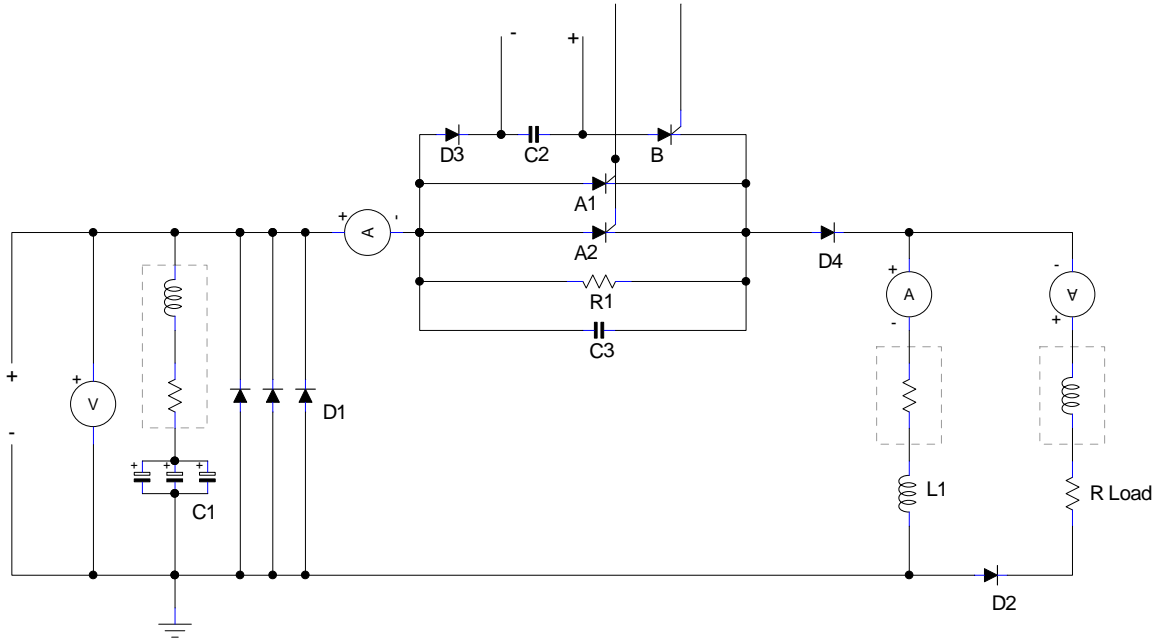 - +
D3 C2 B
A1
+ A -
A2 D4
R1
C3
+ A -
- A +
+ -
+ V
D1
+ + +
C1
L1
R Load
D2